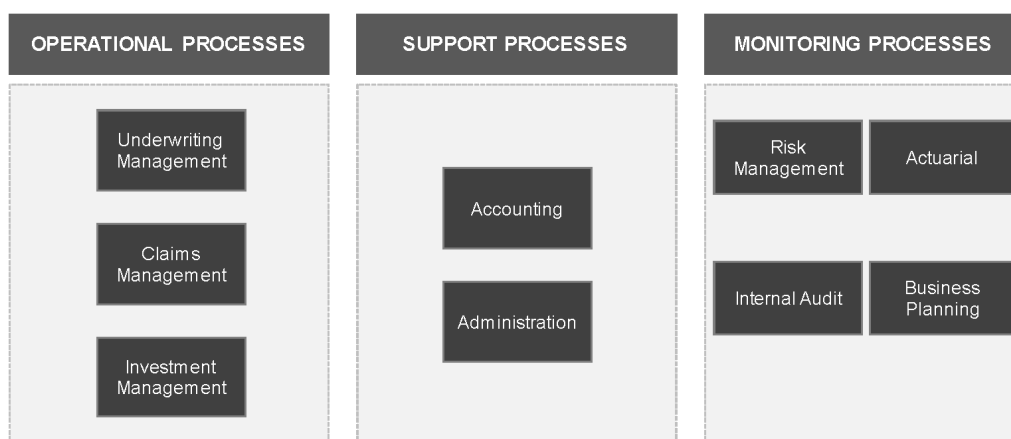 OPERATIONAL PROCESSES
Underwriting
Management
Claims
Management
Investment
Management
SUPPORT PROCESSES
Accounting
Administration
MONITORING PROCESSES
Risk
Management
Actuarial
Internal Audit
Business
Planning